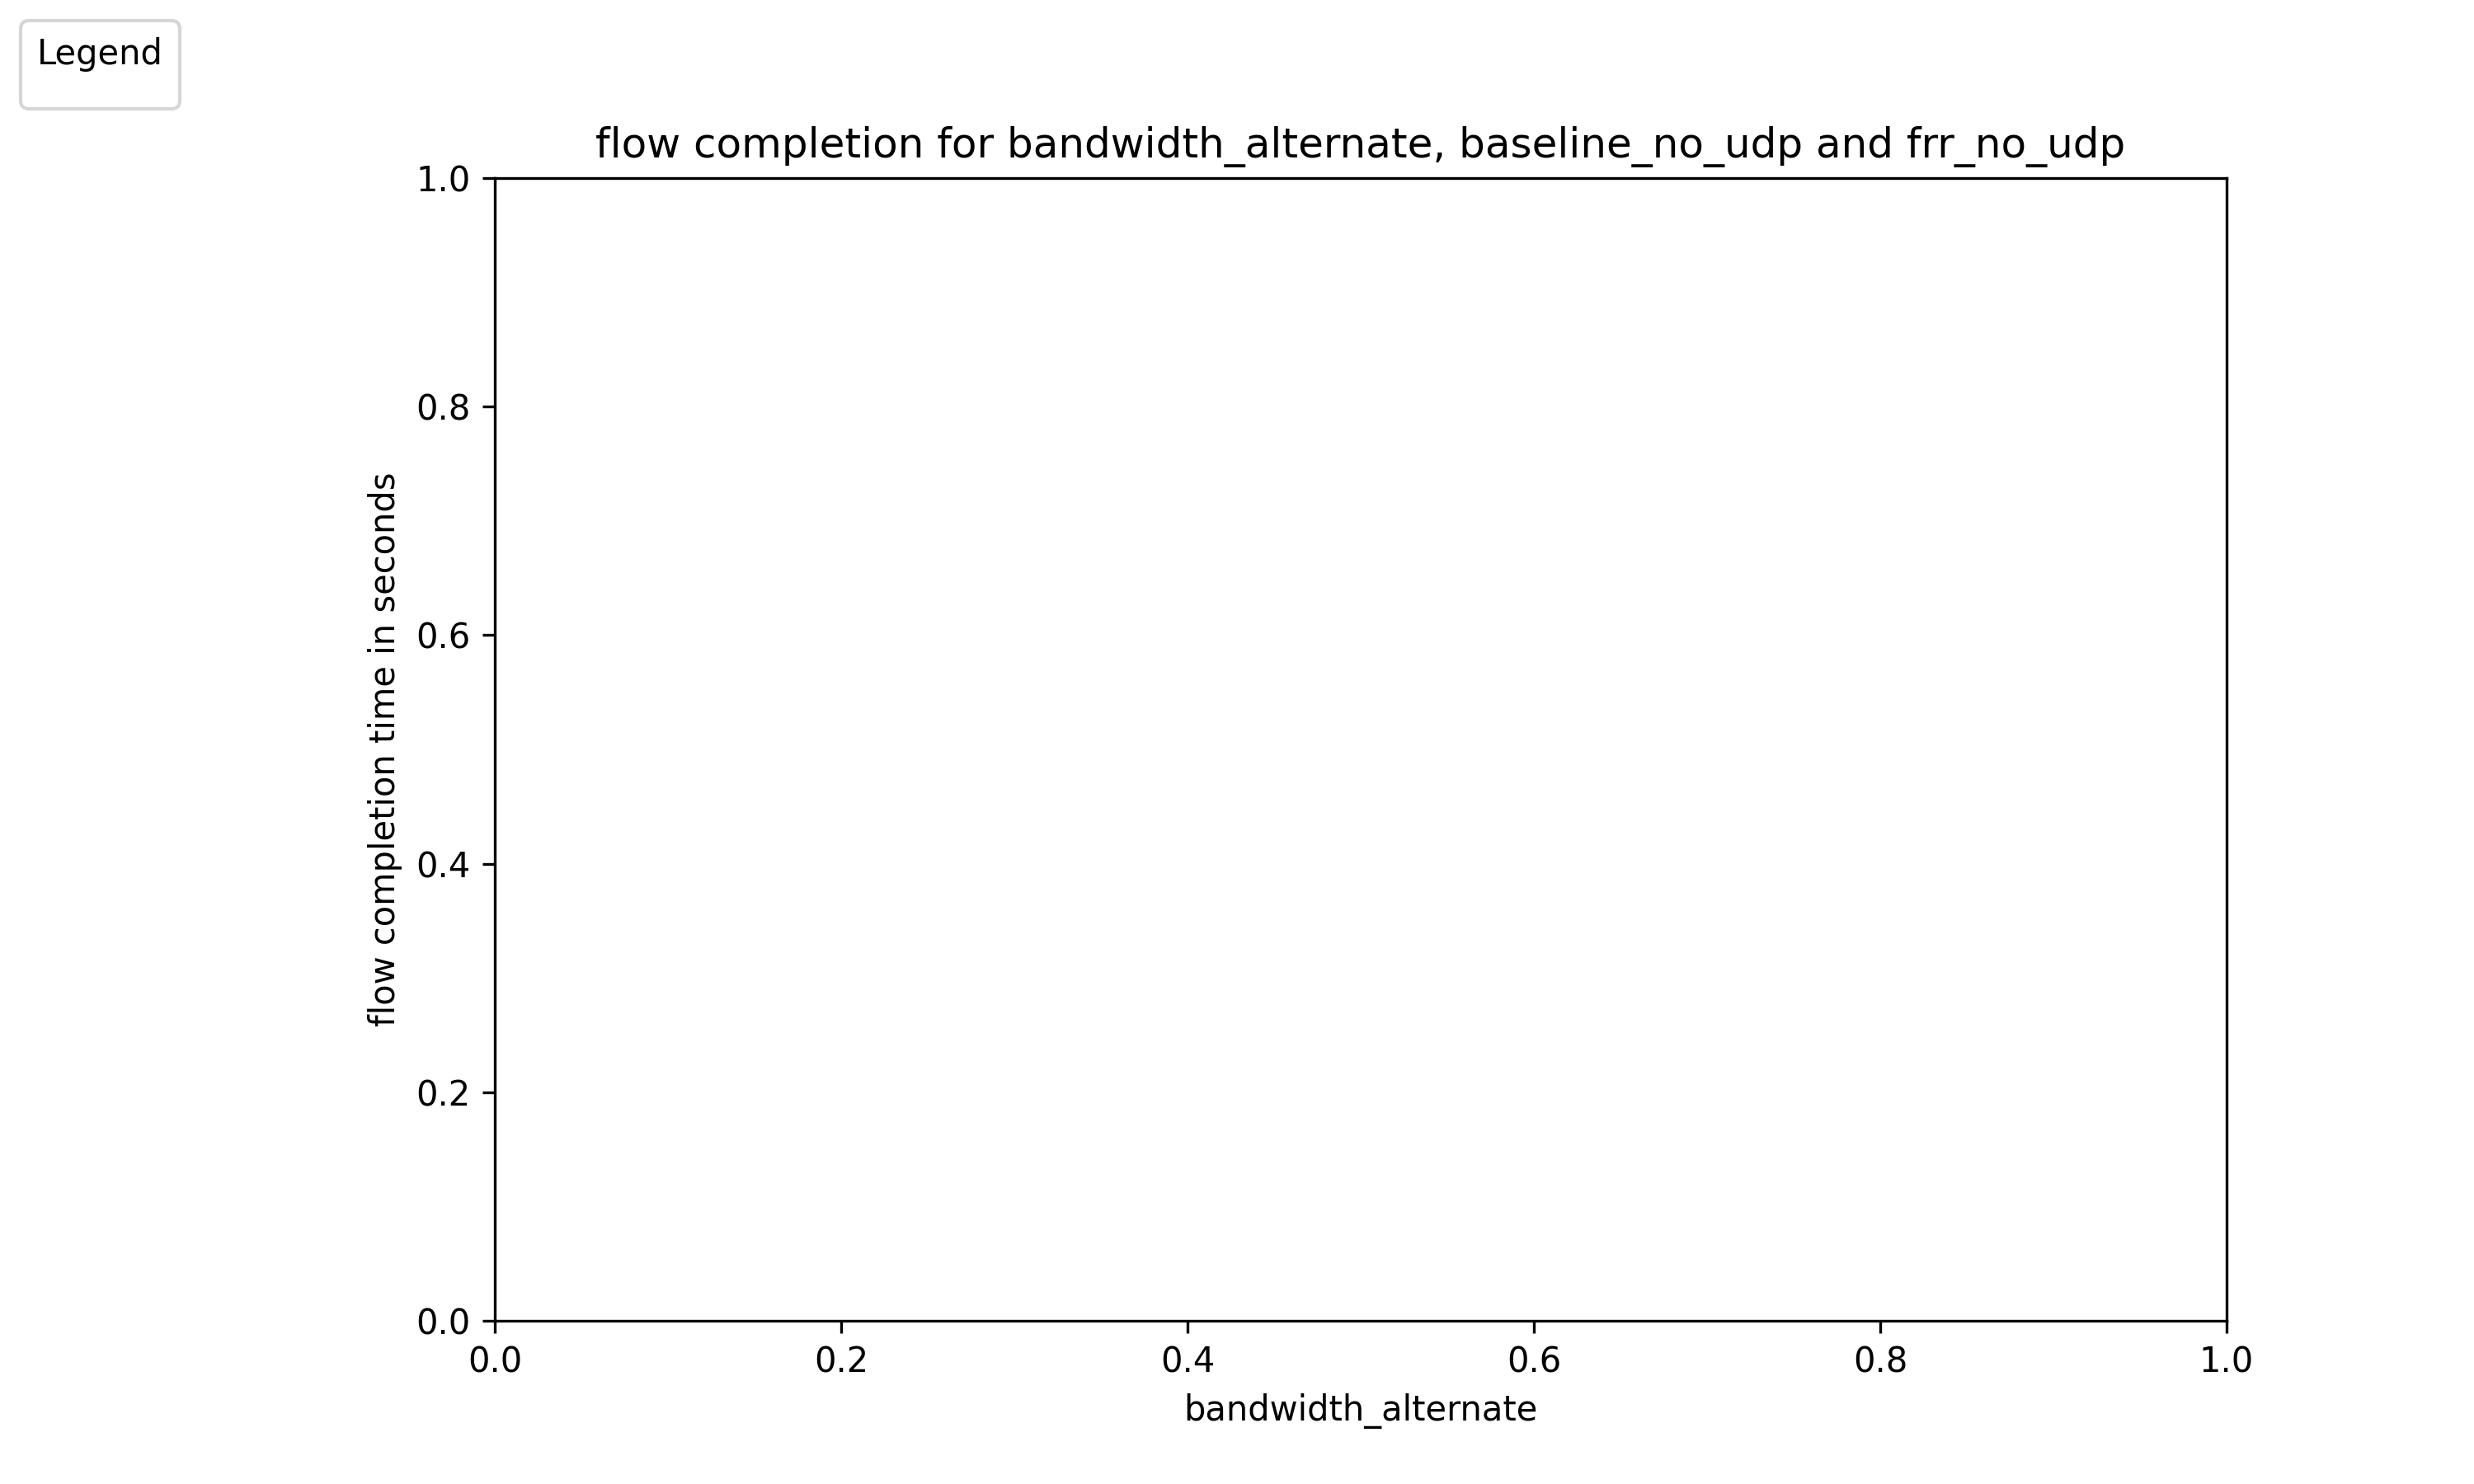 Legend
flow completion for bandwidth_alternate, baseline_no_udp and frr_no_udp
flow completion time in seconds
1.0
0.8
0.6
0.4
0.2
0.0
0.0 0.2 0.4 0.6 0.8 1.0
bandwidth_alternate